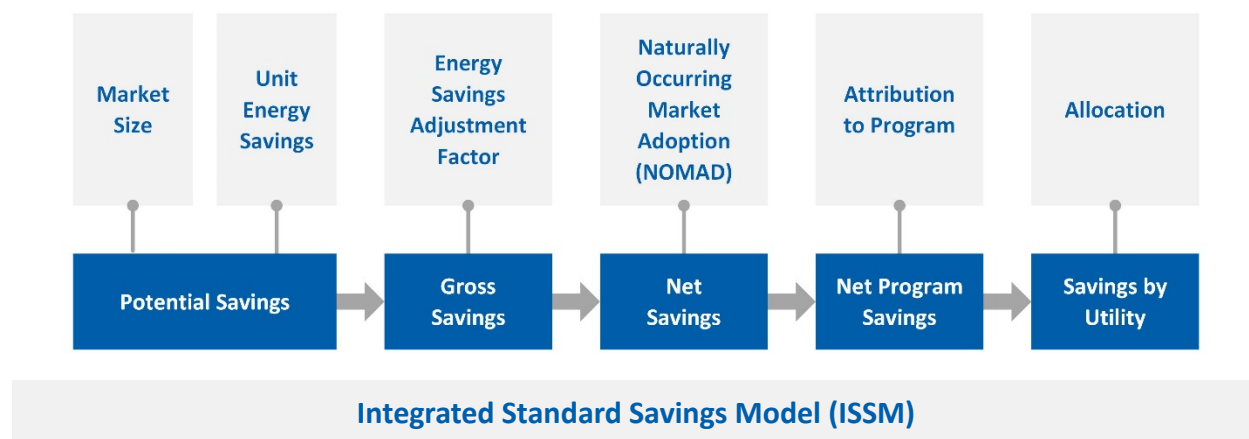 Market
Size
Unit
Energy
Savings
Energy
Savings
Adjustment
Factor
Naturally
Occurring
Market
Adoption
(NOMAD)
Attribution
to Program
Allocation
Potential Savings
Gross
Savings
Net
Savings
Net Program
Savings
Savings by
Utility
Integrated Standard Savings Model (ISSM)